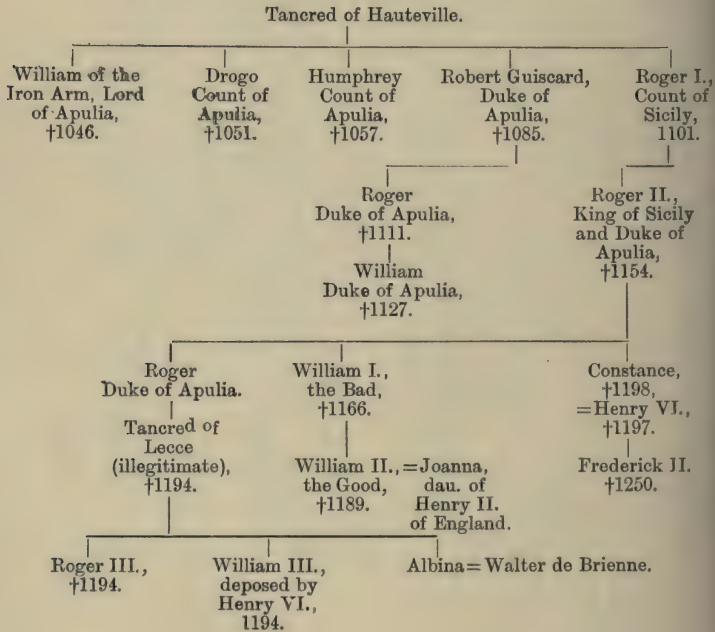 Tancred of Hauteville.
William of the
Iron Arm, Lord
of Apulia,
†1046.
Drogo
Count of
Apulia,
†1051.
Humphrey
Count of
Apulia,
†1057.
Robert Guiscard,
Duke of
Apulia,
†1085.
Roger I.,
Count of
Sicily,
1101.
Roger
Duke of Apulia,
†1111.
William
Duke of Apulia,
†1127.
Roger II.,
King of Sicily
and Duke of
Apulia,
†1154.
Roger
Duke of Apulia.
Tancred of
Lecce
(illegitimate),
†1194.
William I.,
the Bad,
†1166.
William II.,=Joanna,
the Good, dau. of
†1189. Henry II.
of England.
Constance,
†1198,
=Henry VI.,
†1197.
Frederick II.
†1250.
Roger III.,
†1194.
William III.,
deposed by
Henry VI.,
1194.
Albina=Walter de Brienne.